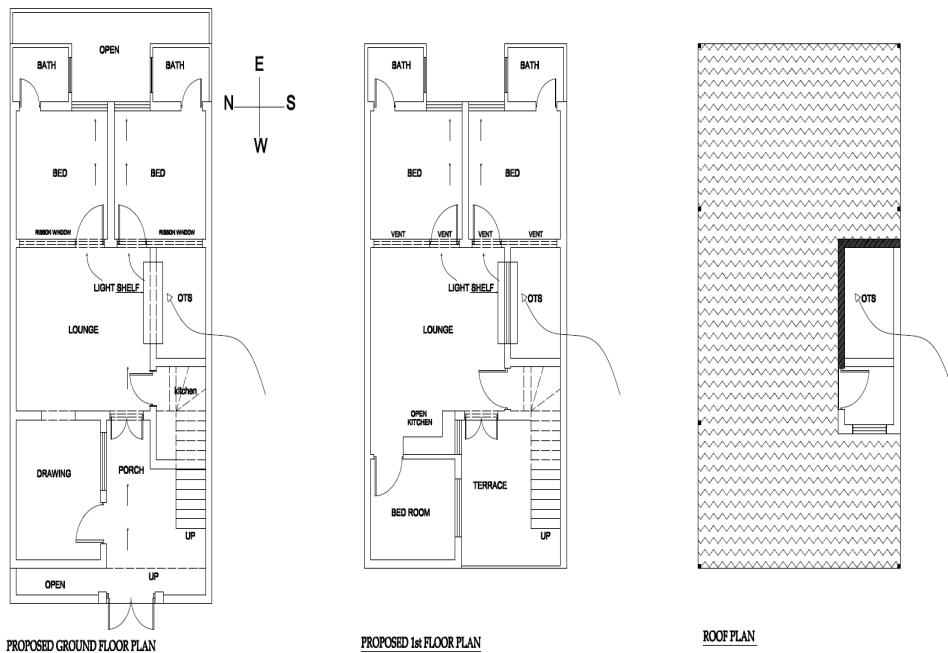 OPEN
BATH
BATH
BED
BED
RIBBON WINDOW
RIBBON WINDOW
LIGHT SHELF
OTS
LOUNGE
kitchen
DRAWING
PORCH
UP
OPEN
UP
PROPOSED GROUND FLOOR PLAN
E
N
S
W
BATH
BATH
BED
BED
VENT
VENT
VENT
VENT
LIGHT SHELF
OTS
LOUNGE
OPEN
KITCHEN
BED ROOM
TERRACE
UP
PROPOSED 1st FLOOR PLAN
OTS
ROOF PLAN